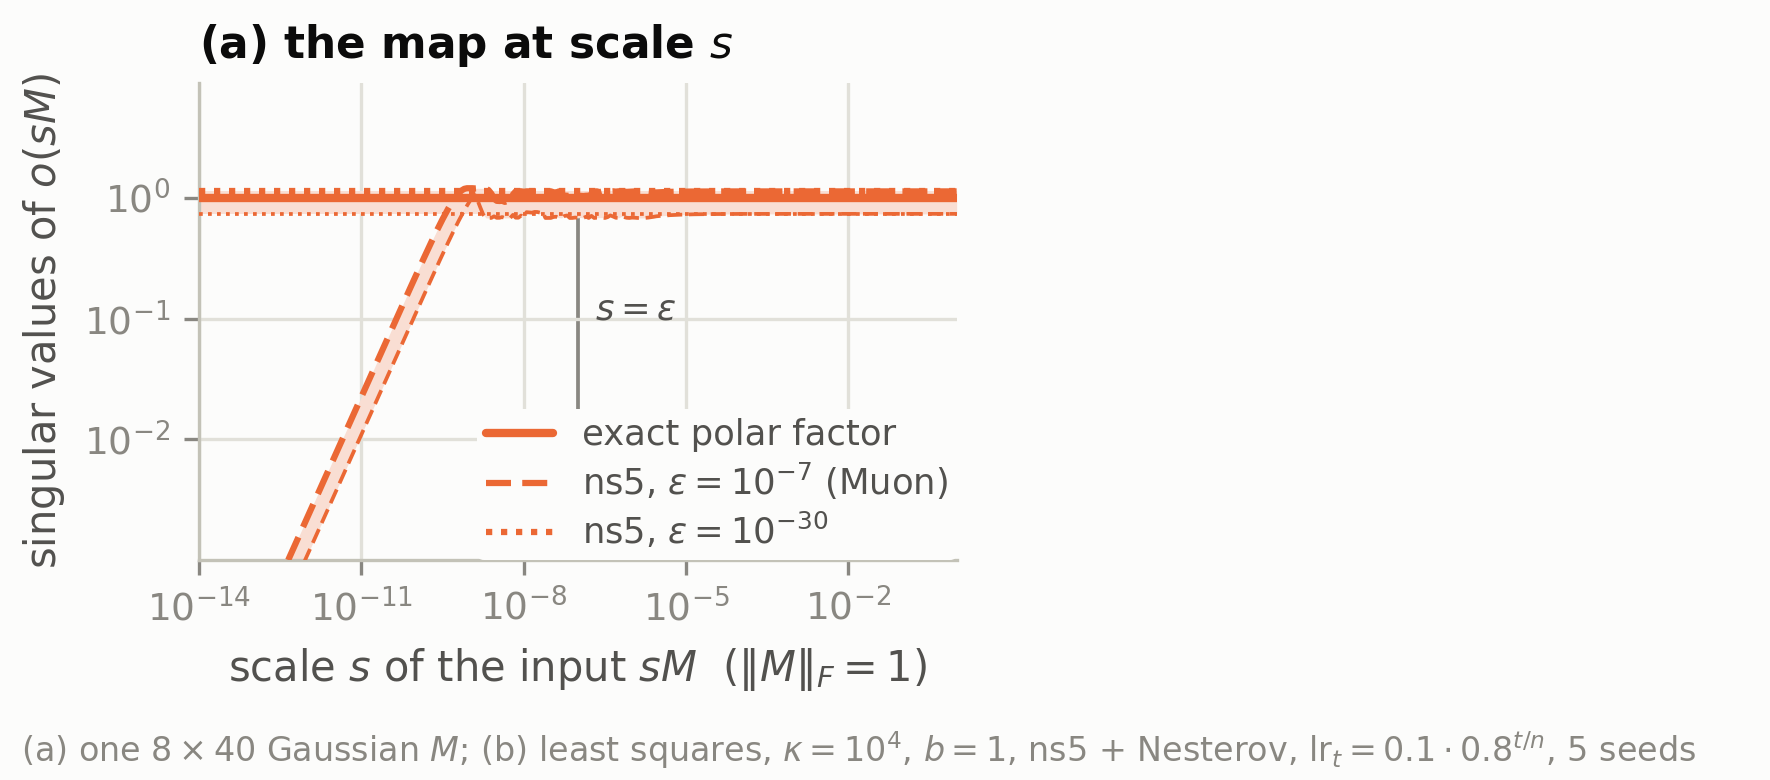 (a) the map at scale s
singular values of o(sM)
10⁰
10⁻¹
10⁻²
s = ε
exact polar factor
ns5, ε = 10⁻⁷ (Muon)
ns5, ε = 10⁻³⁰
10⁻¹⁴ 10⁻¹¹ 10⁻⁸ 10⁻⁵ 10⁻²
scale s of the input sM (‖M‖_F = 1)
(a) one 8 × 40 Gaussian M; (b) least squares, κ = 10⁴, b = 1, ns5 + Nesterov, lr_t = 0.1 · 0.8^{t/n}, 5 seeds